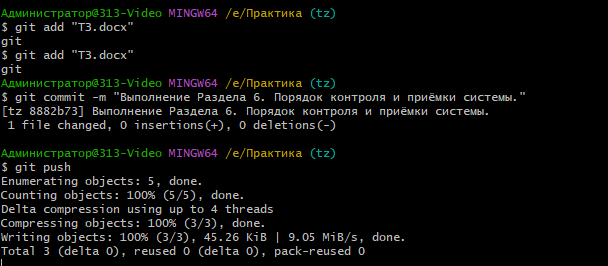 Администратор@313-Video MINGW64 /e/Практика (tz)
$ git add "ТЗ.docx"
git
$ git add "ТЗ.docx"
git
Администратор@313-Video MINGW64 /e/Практика (tz)
$ git commit -m "Выполнение Раздела 6. Порядок контроля и приёмки системы."
[tz 8882b73] Выполнение Раздела 6. Порядок контроля и приёмки системы.
1 file changed, 0 insertions(+), 0 deletions(-)
Администратор@313-Video MINGW64 /e/Практика (tz)
$ git push
Enumerating objects: 5, done.
Counting objects: 100% (5/5), done.
Delta compression using up to 4 threads
Compressing objects: 100% (3/3), done.
Writing objects: 100% (3/3), 45.26 KiB | 9.05 MiB/s, done.
Total 3 (delta 0), reused 0 (delta 0), pack-reused 0